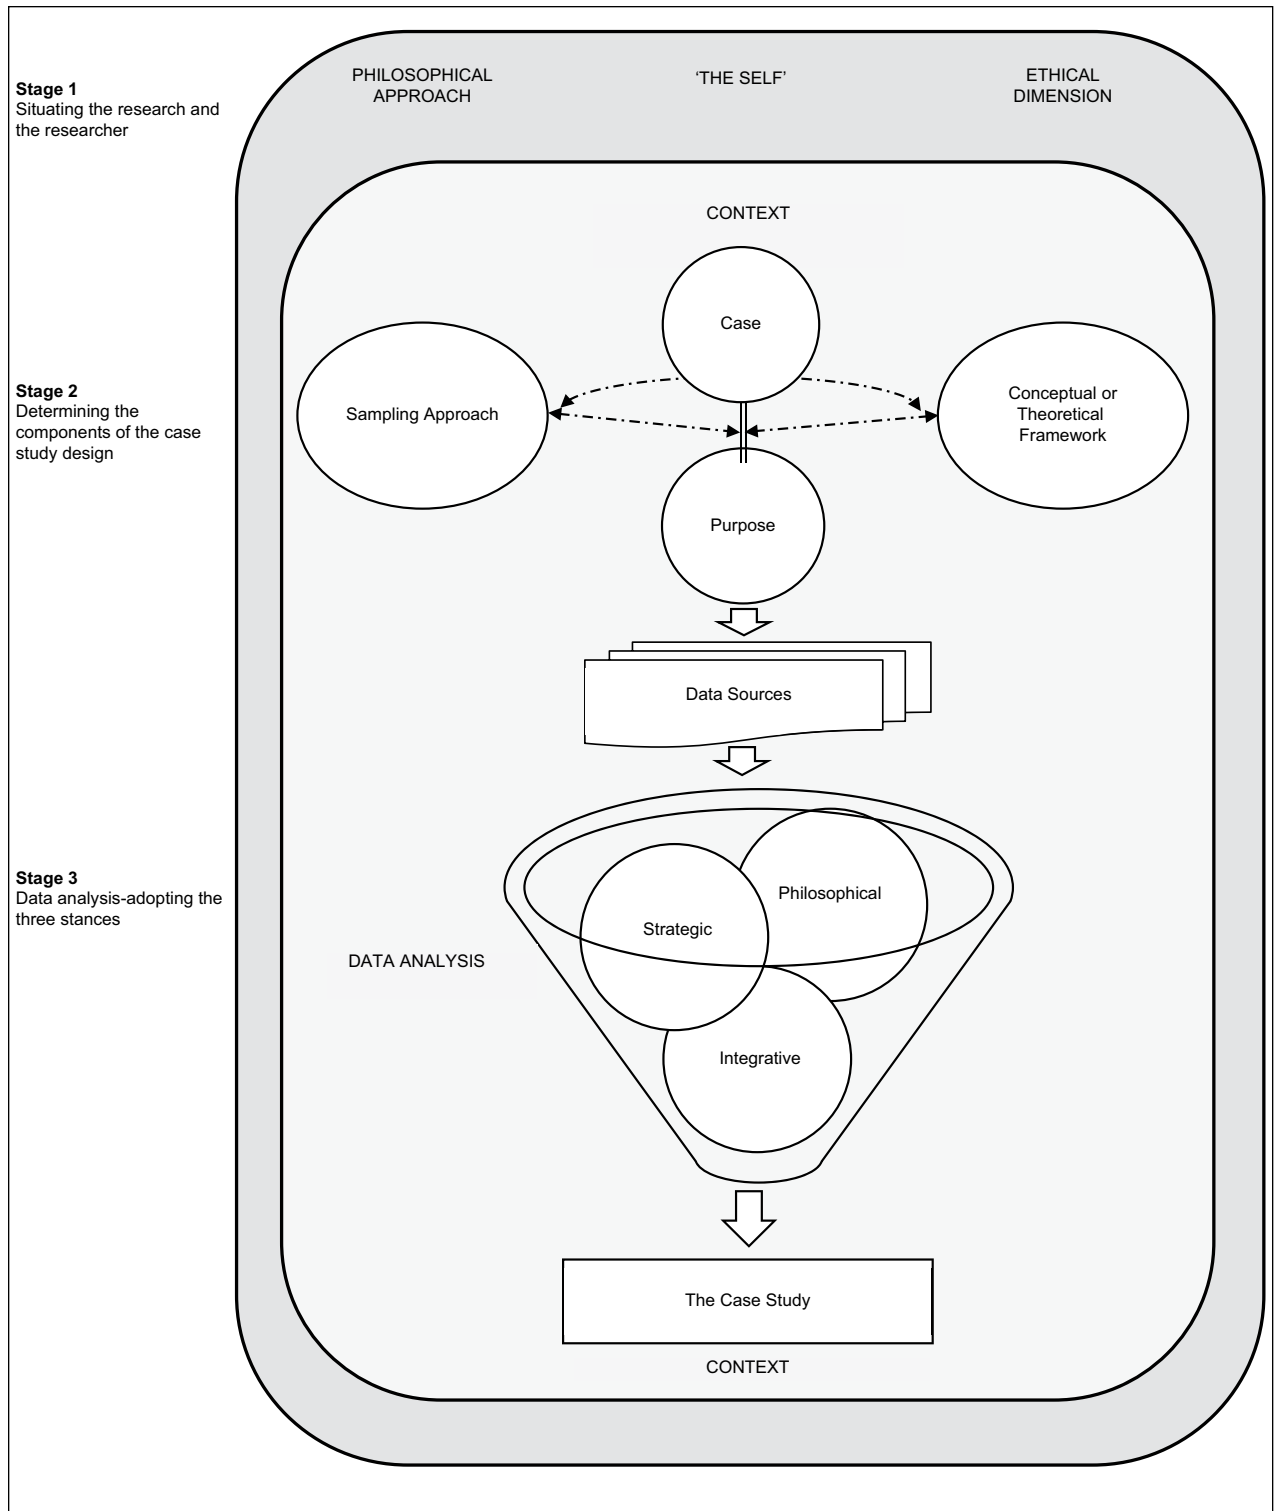 Stage 1
Situating the research and
the researcher
PHILOSOPHICAL
APPROACH
‘THE SELF’
ETHICAL
DIMENSION
CONTEXT
Case
Stage 2
Determining the
components of the case
study design
Sampling Approach
Conceptual or
Theoretical
Framework
Purpose
Data Sources
Stage 3
Data analysis-adopting the
three stances
DATA ANALYSIS
Philosophical
Strategic
Integrative
The Case Study
CONTEXT